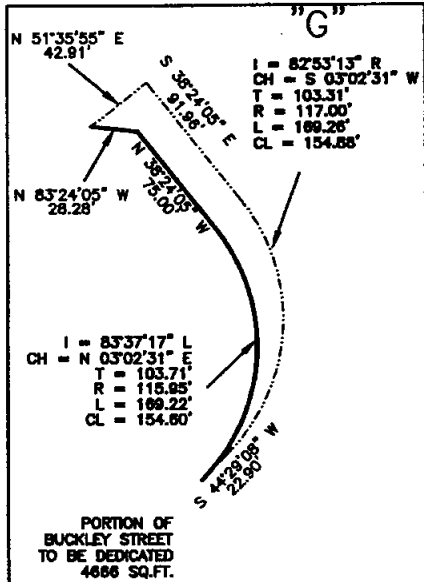 "G"
N 51°35'55" E
42.91'
S 38°24'05" E
91.96'
I = 82°53'13" R
CH = S 03°02'31" W
T = 103.31'
R = 117.00'
L = 169.26'
CL = 154.88'
N 83°24'05" W
28.28'
N 38°24'05" W
75.00'
I = 83°37'17" L
CH = N 03°02'31" E
T = 103.71'
R = 115.95'
L = 169.22'
CL = 154.60'
S 44°29'08" W
22.90'
PORTION OF
BUCKLEY STREET
TO BE DEDICATED
4666 SQ.FT.